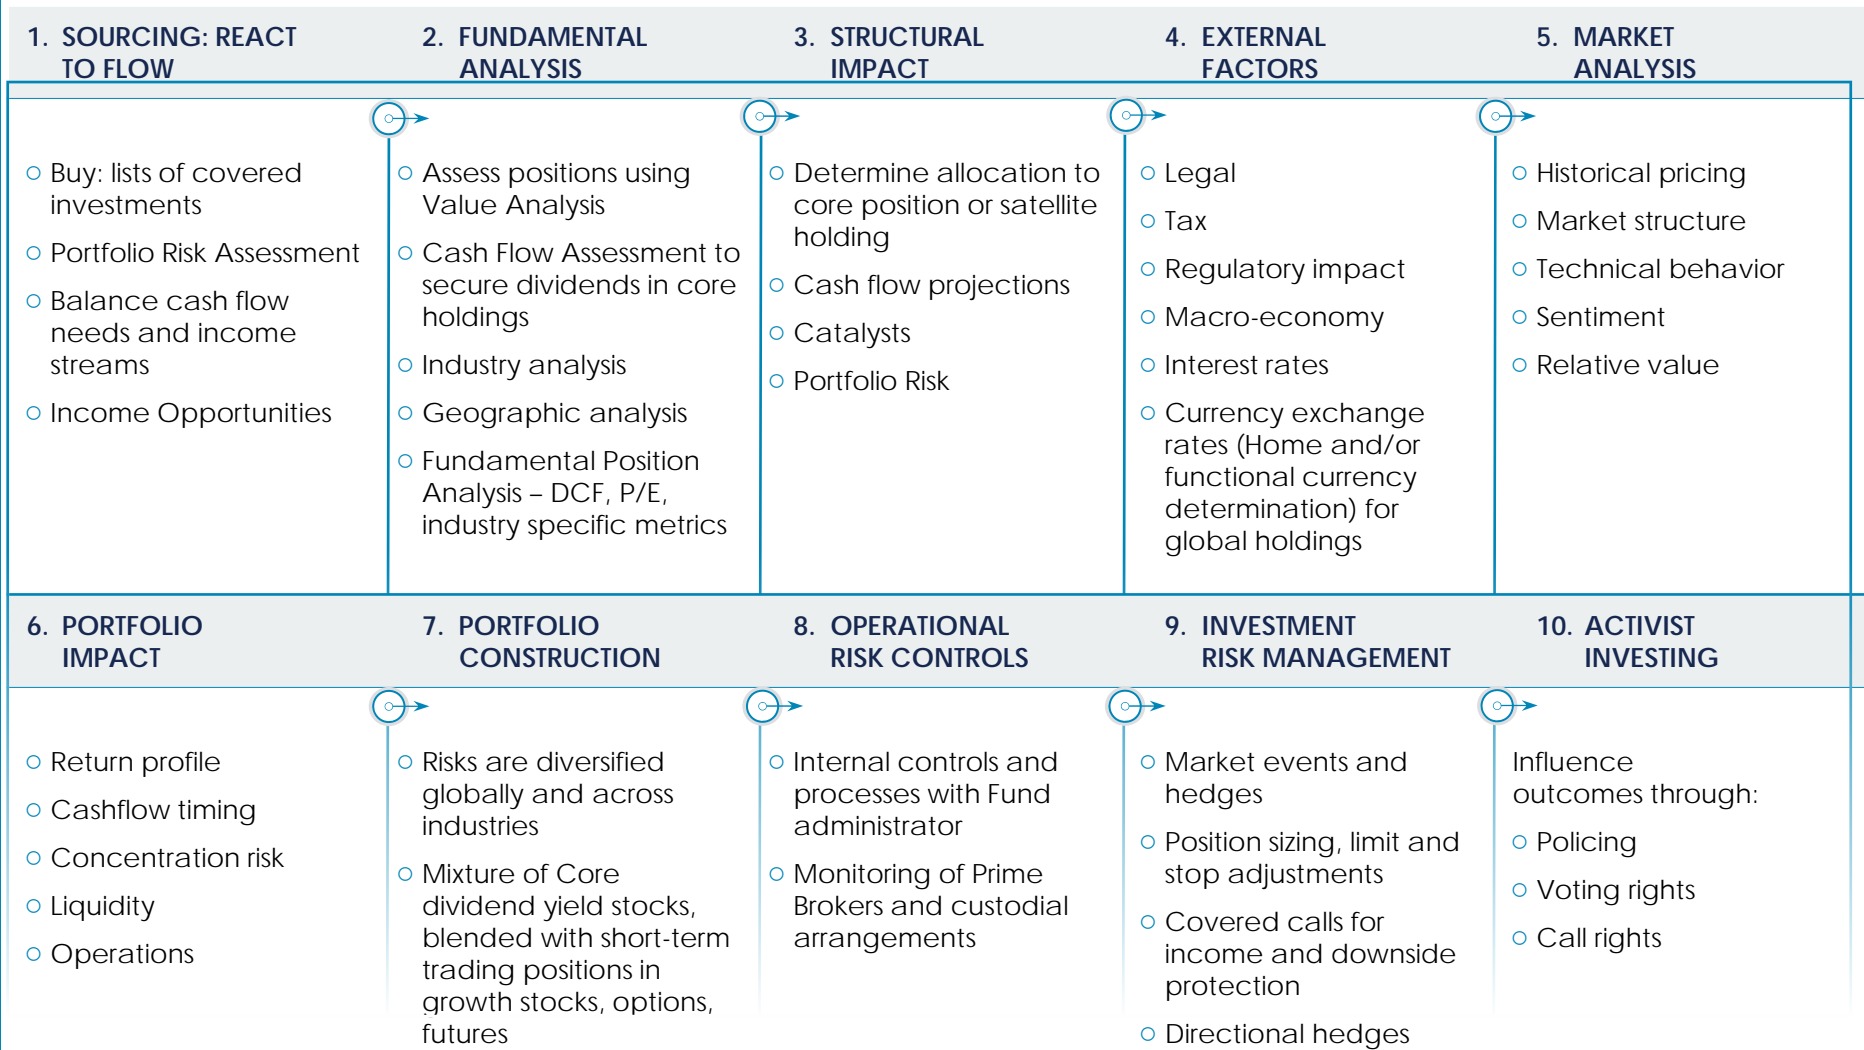 1. SOURCING: REACT
TO FLOW
Buy: lists of covered
investments
Portfolio Risk Assessment
Balance cash flow
needs and income
streams
Income Opportunities
2. FUNDAMENTAL
ANALYSIS
Assess positions using
Value Analysis
Cash Flow Assessment to
secure dividends in core
holdings
Industry analysis
Geographic analysis
Fundamental Position
Analysis – DCF, P/E,
industry specific metrics
3. STRUCTURAL
IMPACT
Determine allocation to
core position or satellite
holding
Cash flow projections
Catalysts
Portfolio Risk
4. EXTERNAL
FACTORS
Legal
Tax
Regulatory impact
Macro-economy
Interest rates
Currency exchange
rates (Home and/or
functional currency
determination) for
global holdings
5. MARKET
ANALYSIS
Historical pricing
Market structure
Technical behavior
Sentiment
Relative value
6. PORTFOLIO
IMPACT
Return profile
Cashflow timing
Concentration risk
Liquidity
Operations
7. PORTFOLIO
CONSTRUCTION
Risks are diversified
globally and across
industries
Mixture of Core
dividend yield stocks,
blended with short-term
trading positions in
growth stocks, options,
futures
8. OPERATIONAL
RISK CONTROLS
Internal controls and
processes with Fund
administrator
Monitoring of Prime
Brokers and custodial
arrangements
9. INVESTMENT
RISK MANAGEMENT
Market events and
hedges
Position sizing, limit and
stop adjustments
Covered calls for
income and downside
protection
Directional hedges
10. ACTIVIST
INVESTING
Influence
outcomes through:
Policing
Voting rights
Call rights